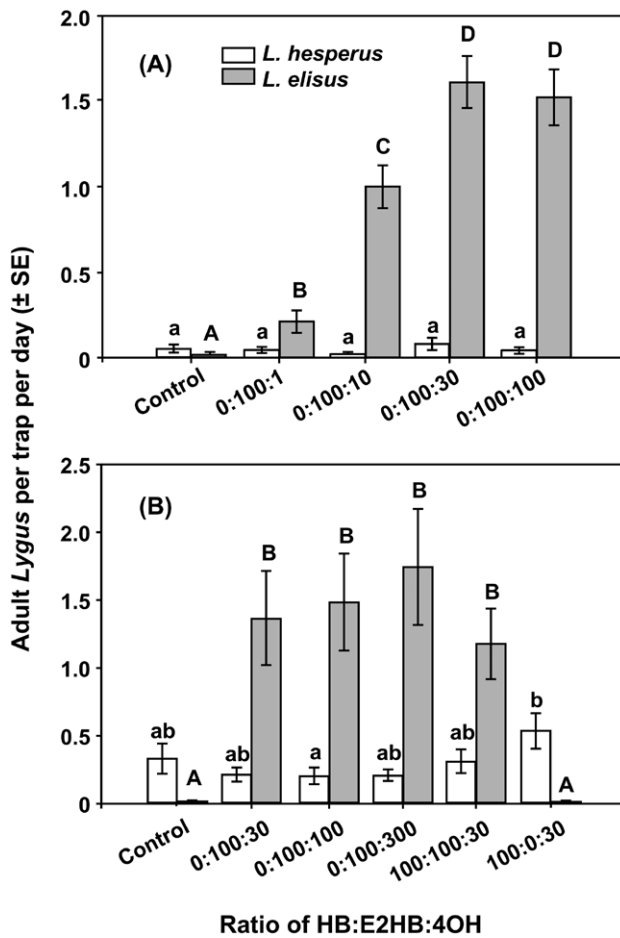 (A)
L. hesperus
L. elisus
2.0
1.5
1.0
0.5
0
a A a B a C a D a D
Control 0:100:1 0:100:10 0:100:30 0:100:100
Adult Lygus per trap per day (± SE)
(B)
2.5
2.0
1.5
1.0
0.5
0
ab A ab B a B ab B ab B b A
Control 0:100:30 0:100:100 0:100:300 100:100:30 100:0:30
Ratio of HB:E2HB:4OH